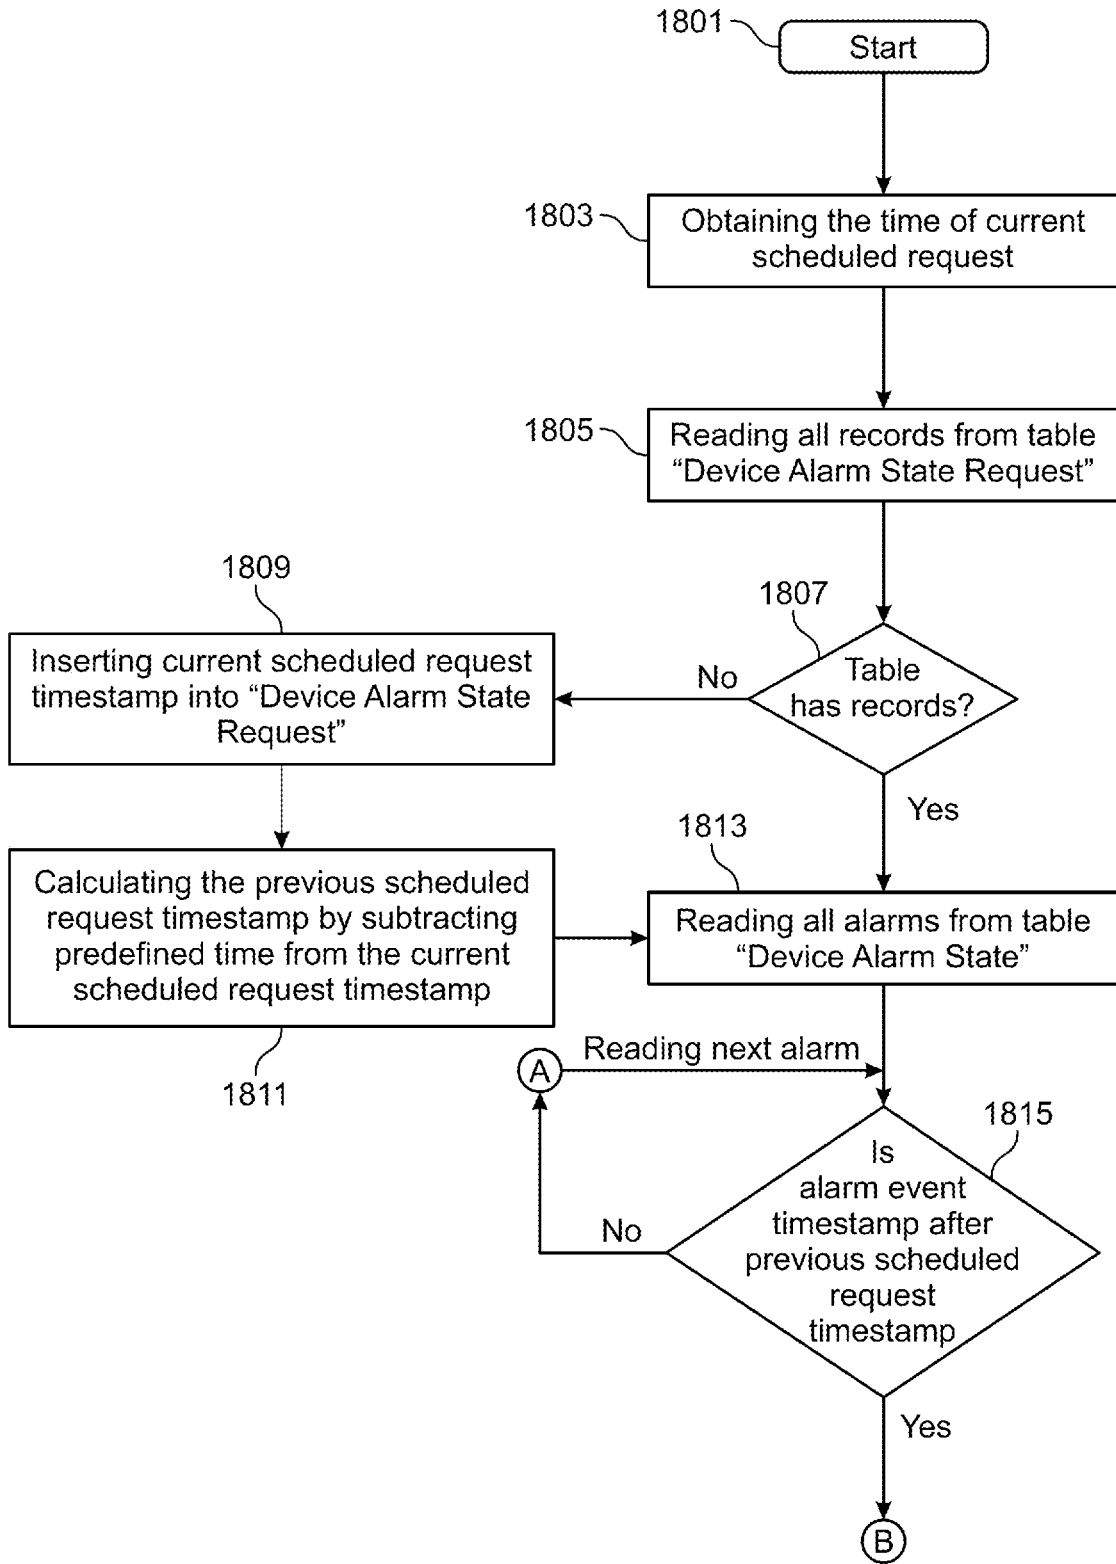 1801
Start
1803
Obtaining the time of current
scheduled request
1805
Reading all records from table
“Device Alarm State Request”
1809
1807
Inserting current scheduled request
timestamp into “Device Alarm State
Request”
No
Table
has records?
Yes
1813
Calculating the previous scheduled
request timestamp by subtracting
predefined time from the current
scheduled request timestamp
Reading all alarms from table
“Device Alarm State”
1811
A
Reading next alarm
1815
No
Is
alarm event
timestamp after
previous scheduled
request
timestamp
Yes
B